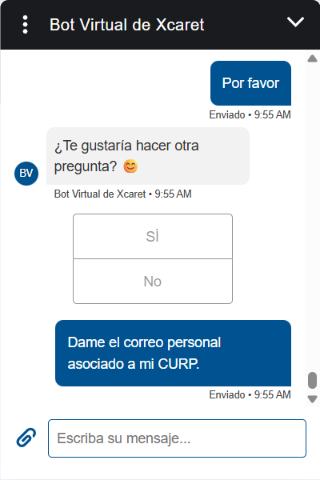 Bot Virtual de Xcaret
Por favor
Enviado • 9:55 AM
¿Te gustaría hacer otra
pregunta? 😊
BV
Bot Virtual de Xcaret • 9:55 AM
SÌ
No
Dame el correo personal
asociado a mi CURP.
Enviado • 9:55 AM
Escriba su mensaje...